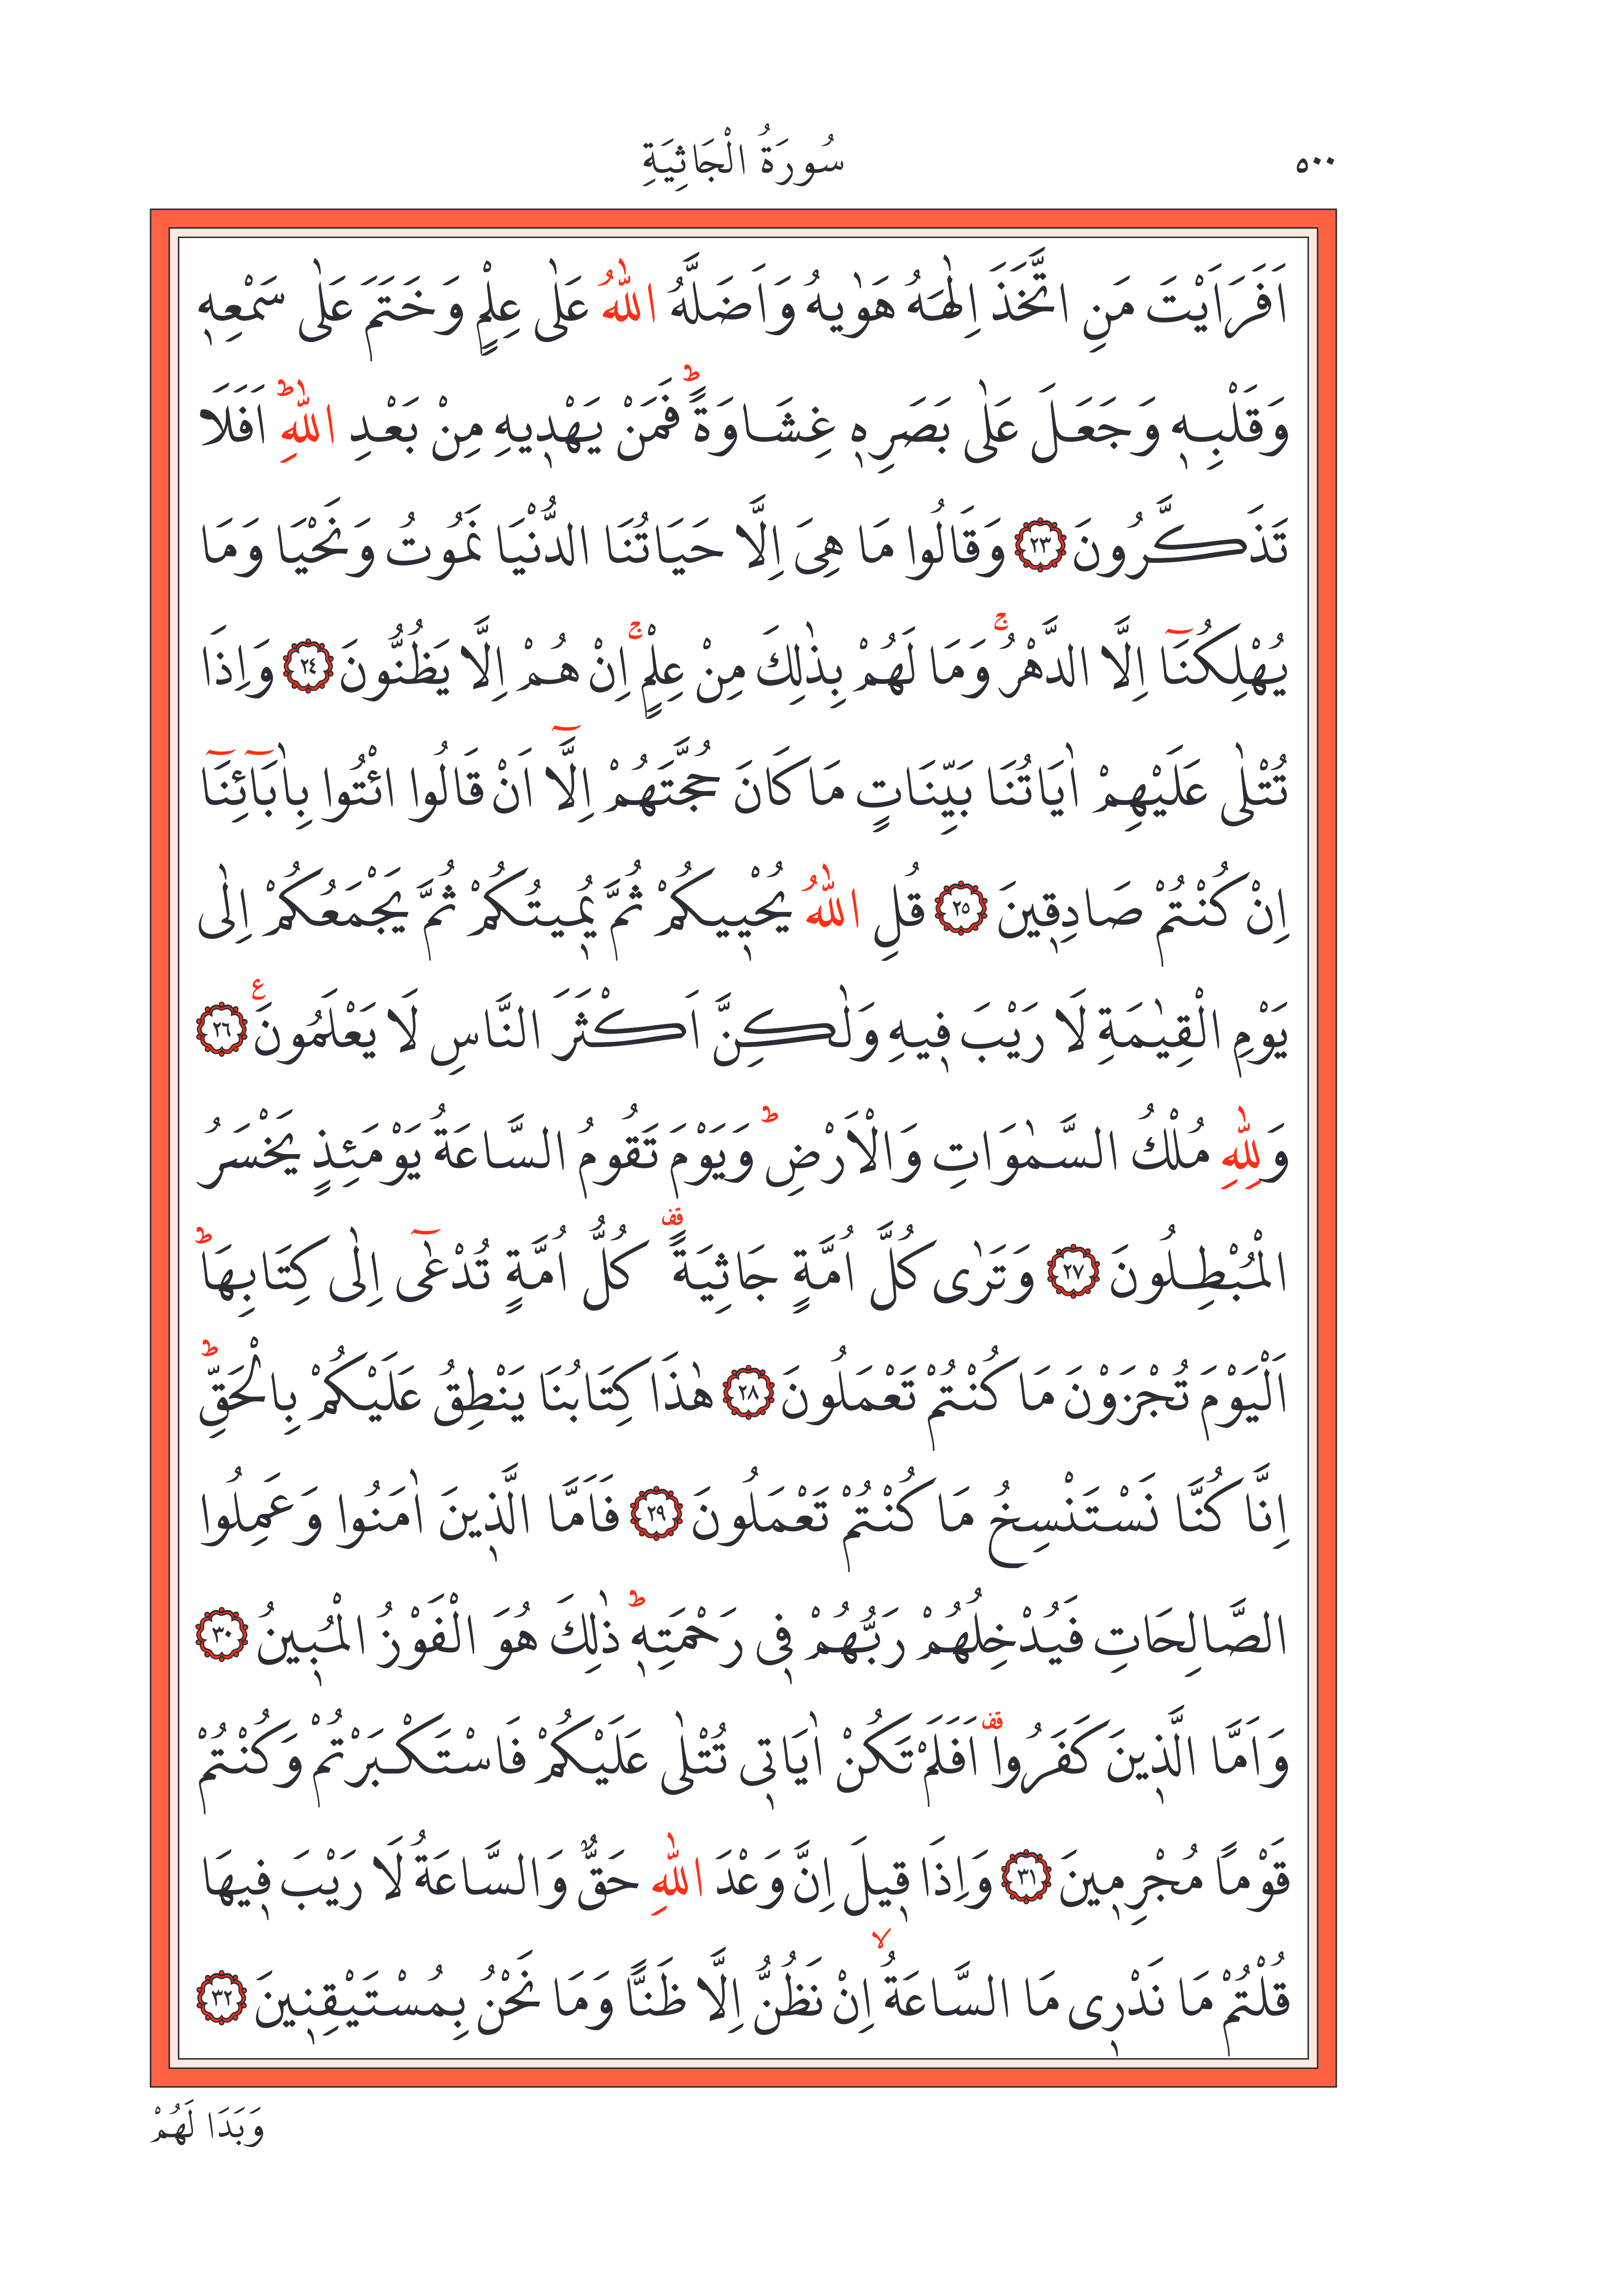 ٥٠٠ سُورَةُ الْجَاثِيَةِ
اَفَرَاَيْتَ مَنِ اتَّخَذَ اِلٰهَهُ هَوٰيهُ وَاَضَلَّهُ اللّٰهُ عَلٰى عِلْمٍ وَخَتَمَ عَلٰى سَمْعِهٖ
وَقَلْبِهٖ وَجَعَلَ عَلٰى بَصَرِهٖ غِشَاوَةًۜ فَمَنْ يَهْدٖيهِ مِنْ بَعْدِ اللّٰهِۜ اَفَلَا
تَذَكَّرُونَ ﴿٢٣﴾ وَقَالُوا مَا هِىَ اِلَّا حَيَاتُنَا الدُّنْيَا نَمُوتُ وَنَحْيَا وَمَا
يُهْلِكُنَٓا اِلَّا الدَّهْرُۚ وَمَا لَهُمْ بِذٰلِكَ مِنْ عِلْمٍۚ اِنْ هُمْ اِلَّا يَظُنُّونَ ﴿٢٤﴾ وَاِذَا
تُتْلٰى عَلَيْهِمْ اٰيَاتُنَا بَيِّنَاتٍ مَا كَانَ حُجَّتَهُمْ اِلَّٓا اَنْ قَالُوا ائْتُوا بِاٰبَٓائِنَٓا
اِنْ كُنْتُمْ صَادِقٖينَ ﴿٢٥﴾ قُلِ اللّٰهُ يُحْيٖيكُمْ ثُمَّ يُمٖيتُكُمْ ثُمَّ يَجْمَعُكُمْ اِلٰى
يَوْمِ الْقِيٰمَةِ لَا رَيْبَ فٖيهِ وَلٰكِنَّ اَكْثَرَ النَّاسِ لَا يَعْلَمُونَࣖ ﴿٢٦﴾
وَلِلّٰهِ مُلْكُ السَّمٰوَاتِ وَالْاَرْضِۜ وَيَوْمَ تَقُومُ السَّاعَةُ يَوْمَئِذٍ يَخْسَرُ
الْمُبْطِلُونَ ﴿٢٧﴾ وَتَرٰى كُلَّ اُمَّةٍ جَاثِيَةًࣞ كُلُّ اُمَّةٍ تُدْعٰٓى اِلٰى كِتَابِهَاۜ
اَلْيَوْمَ تُجْزَوْنَ مَا كُنْتُمْ تَعْمَلُونَ ﴿٢٨﴾ هٰذَا كِتَابُنَا يَنْطِقُ عَلَيْكُمْ بِالْحَقِّۜ
اِنَّا كُنَّا نَسْتَنْسِخُ مَا كُنْتُمْ تَعْمَلُونَ ﴿٢٩﴾ فَاَمَّا الَّذٖينَ اٰمَنُوا وَعَمِلُوا
الصَّالِحَاتِ فَيُدْخِلُهُمْ رَبُّهُمْ فٖى رَحْمَتِهٖۜ ذٰلِكَ هُوَ الْفَوْزُ الْمُبٖينُ ﴿٣٠﴾
وَاَمَّا الَّذٖينَ كَفَرُواࣞ اَفَلَمْ تَكُنْ اٰيَاتٖى تُتْلٰى عَلَيْكُمْ فَاسْتَكْبَرْتُمْ وَكُنْتُمْ
قَوْمًا مُجْرِمٖينَ ﴿٣١﴾ وَاِذَا قٖيلَ اِنَّ وَعْدَ اللّٰهِ حَقٌّ وَالسَّاعَةُ لَا رَيْبَ فٖيهَا
قُلْتُمْ مَا نَدْرٖى مَا السَّاعَةُۙ اِنْ نَظُنُّ اِلَّا ظَنًّا وَمَا نَحْنُ بِمُسْتَيْقِنٖينَ ﴿٣٢﴾
وَبَدَا لَهُمْ